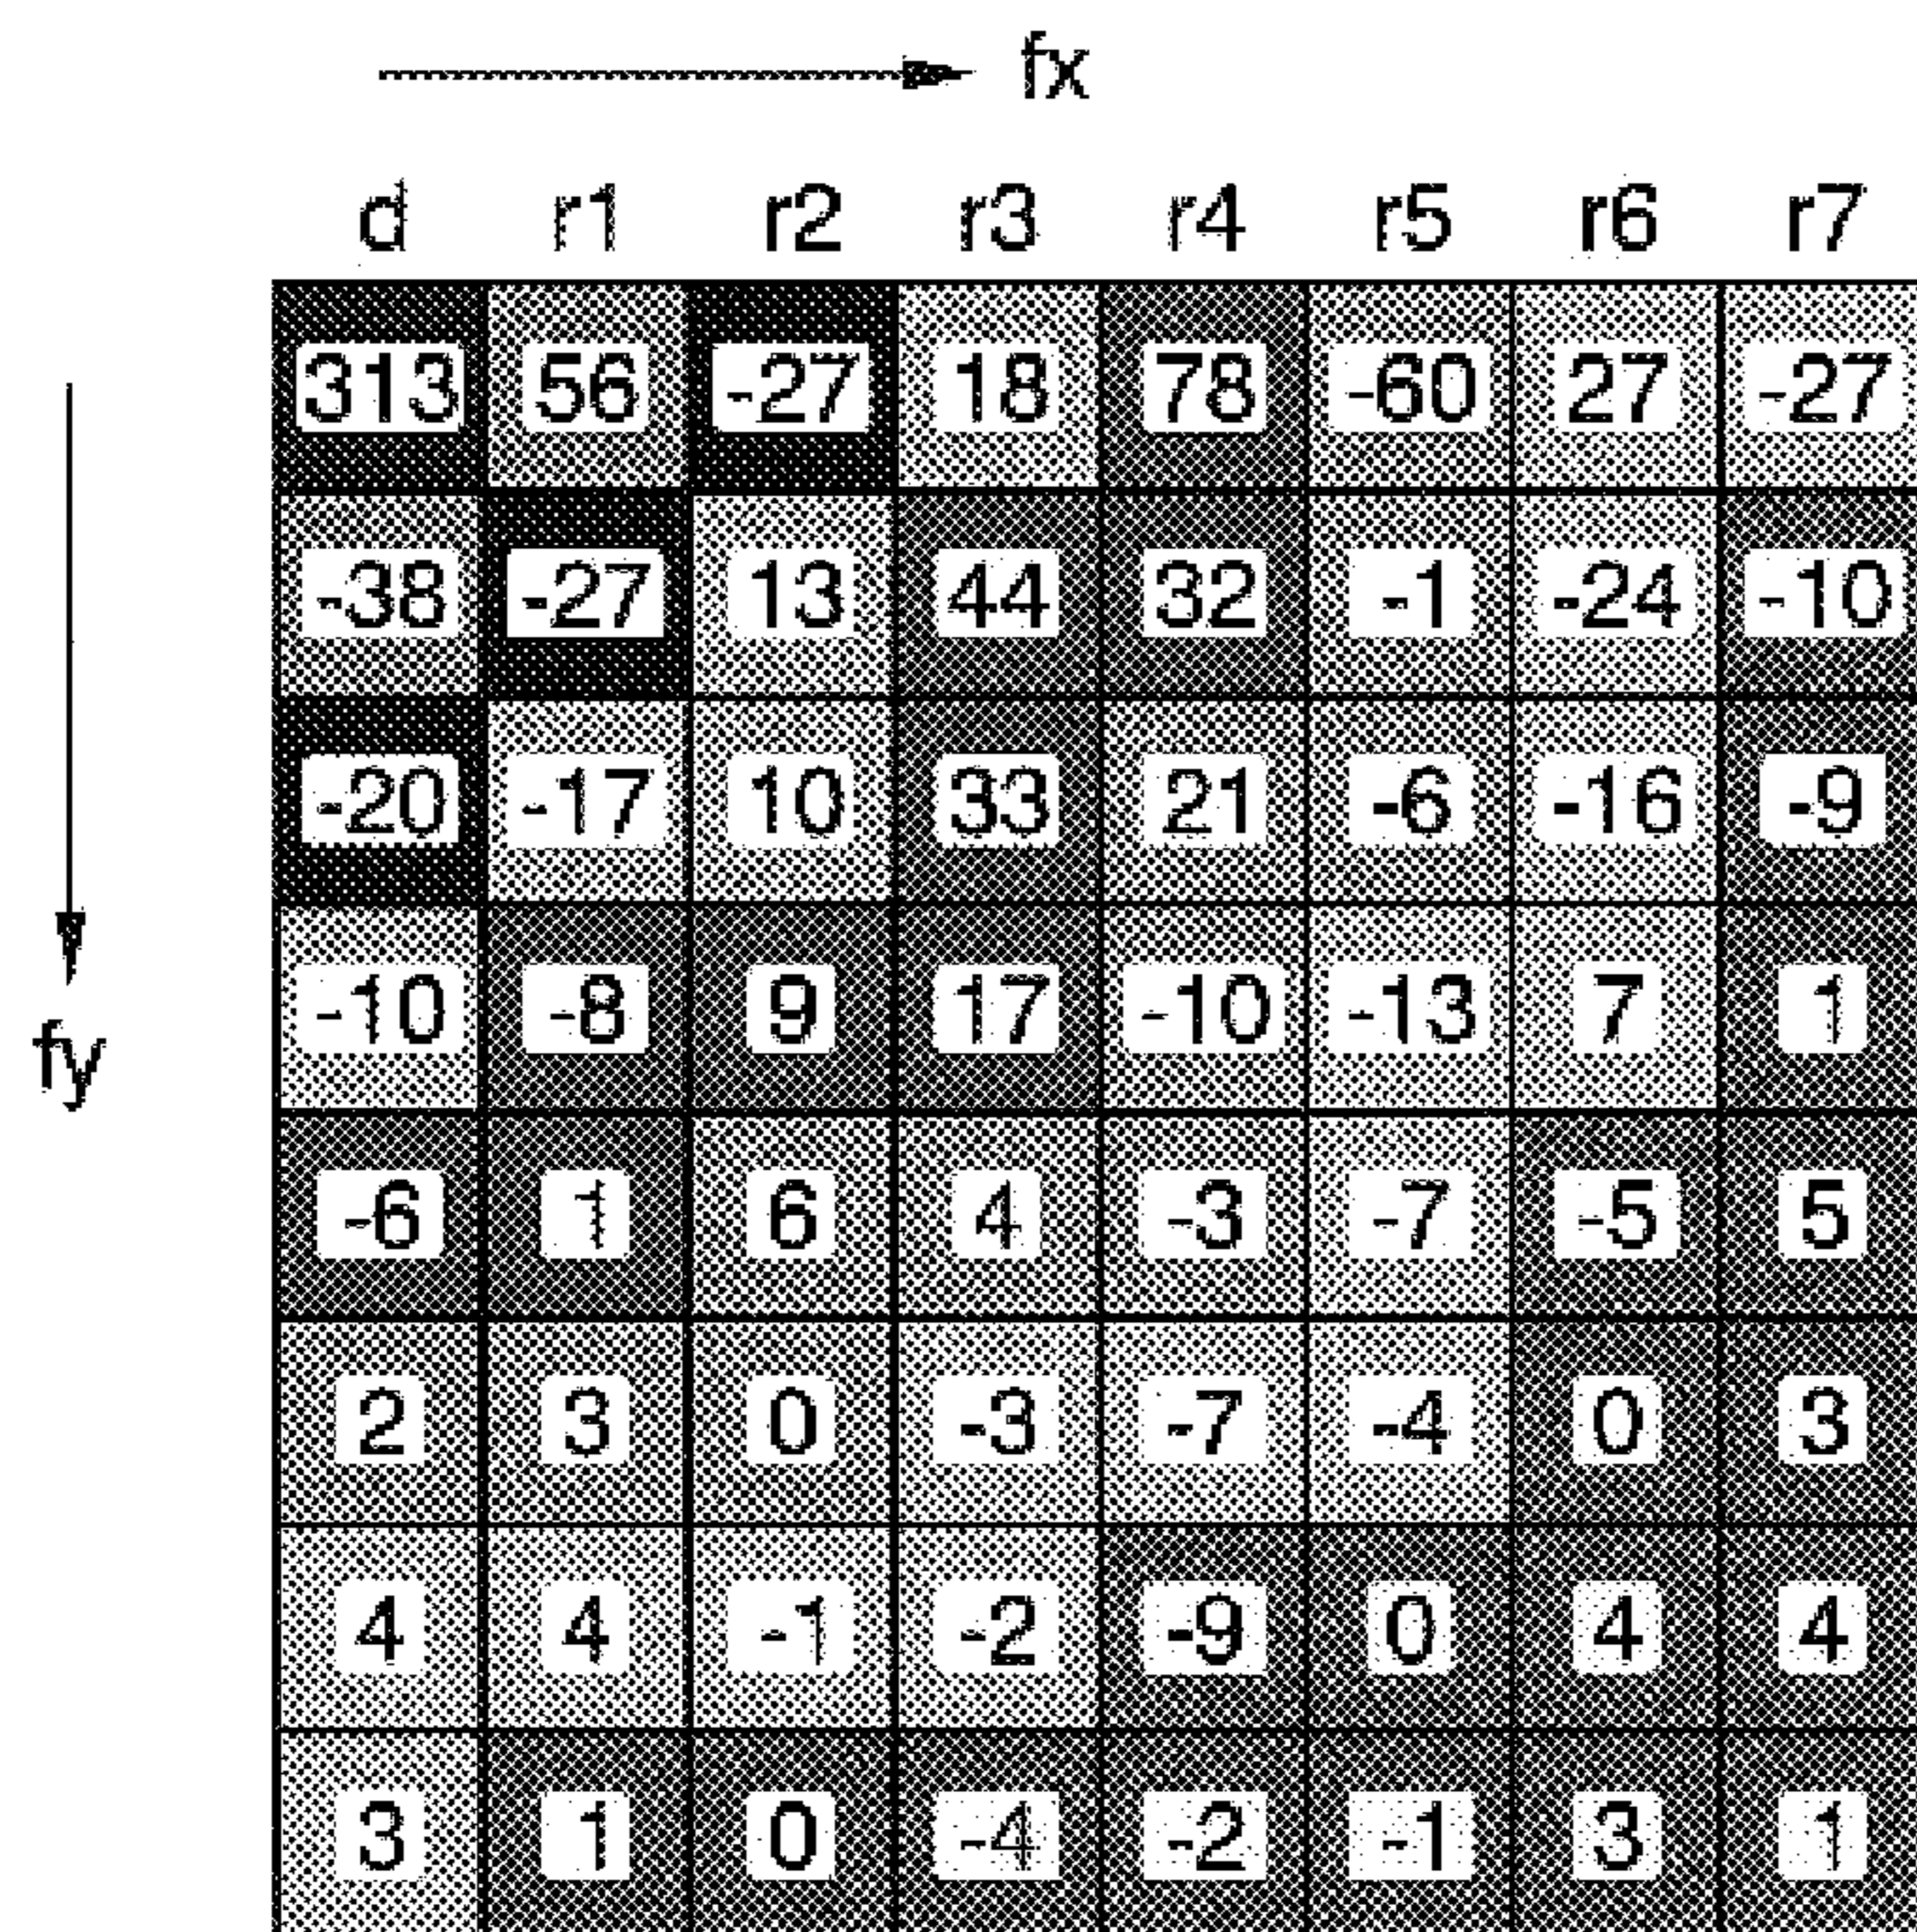 fx
d r1 r2 r3 r4 r5 r6 r7
313 56 -27 18 78 -60 27 -27
-38 -27 13 44 32 -1 -24 -10
-20 -17 10 33 21 -6 -16 -9
-10 -8 9 17 -10 -13 7 1
fy
-6 1 6 4 -3 -7 -5 5
2 3 0 -3 -7 -4 0 3
4 4 -1 -2 -9 0 4 4
3 1 0 -4 -2 -1 3 1